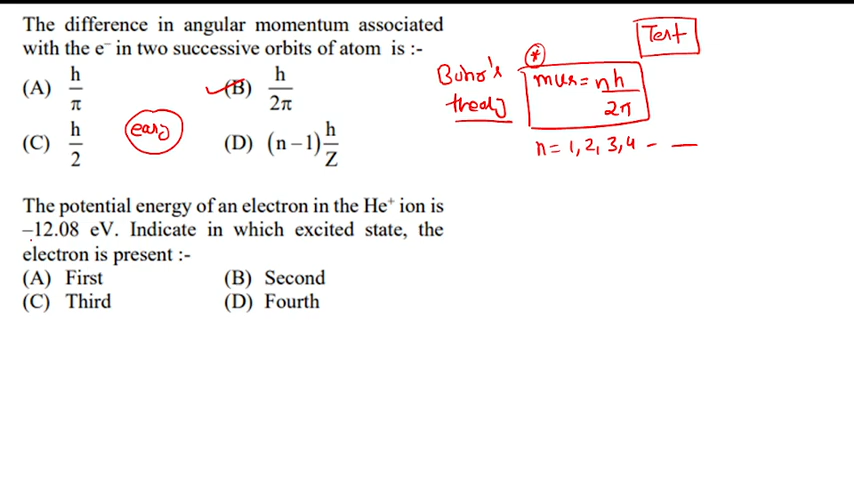 The difference in angular momentum associated
with the e⁻ in two successive orbits of atom is :-
(A) h/π (B) h/2π
(C) h/2 (D) (n−1) h/Z
easy
Bohr's
theory
*
mur = nh/2π
n = 1, 2, 3, 4 - —
Test
The potential energy of an electron in the He⁺ ion is
−12.08 eV. Indicate in which excited state, the
electron is present :-
(A) First (B) Second
(C) Third (D) Fourth